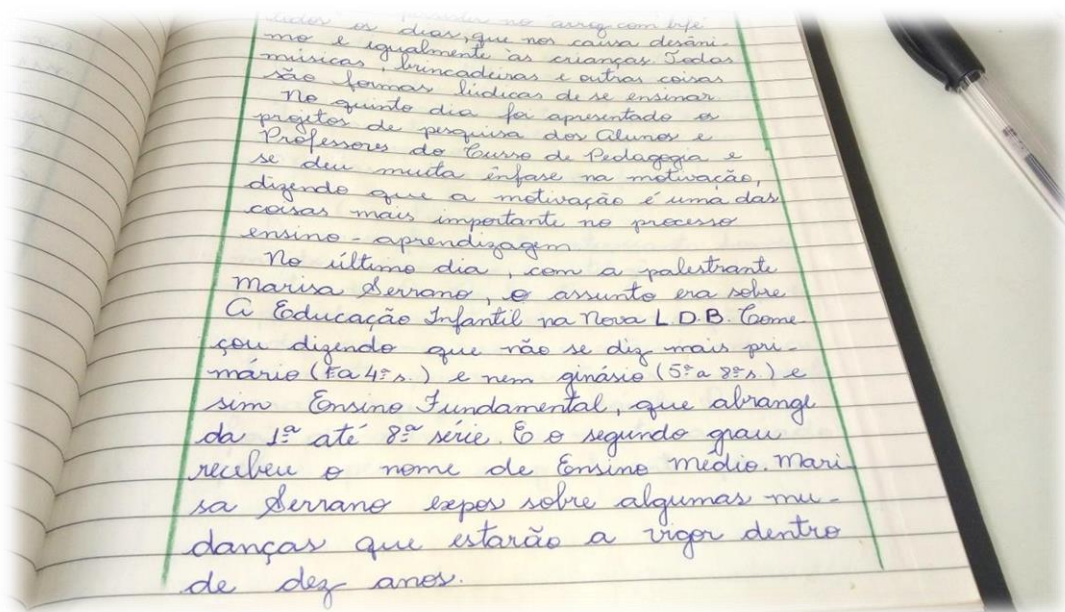 no arroz com bife
todos os dias, que nos causa desâni-
mo e igualmente às crianças. Todas
músicas, brincadeiras e outras coisas
são formas lúdicas de se ensinar.
No quinto dia foi apresentado os
projetos de pesquisa dos Alunos e
Professores do Curso de Pedagogia e
se deu muita ênfase na motivação,
dizendo que a motivação é uma das
coisas mais importante no processo
ensino-aprendizagem
No último dia, com a palestrante
Marisa Serrano, o assunto era sobre
A Educação Infantil na Nova L.D.B. Come-
çou dizendo que não se diz mais pri-
mário (1ª a 4ª s.) e nem ginásio (5ª a 8ª s.) e
sim Ensino Fundamental, que abrange
da 1ª até 8ª série. E o segundo grau
recebeu o nome de Ensino médio. Mari
sa Serrano expos sobre algumas mu-
danças que estarão a vigor dentro
de dez anos.